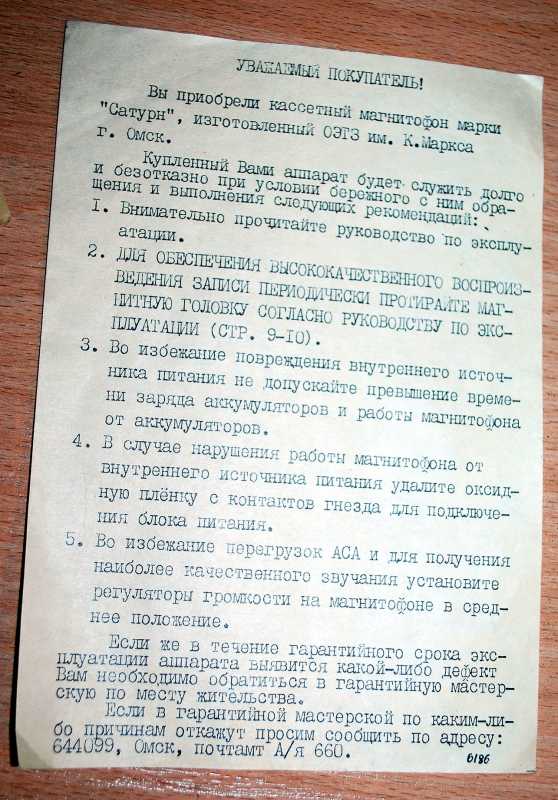 УВАЖАЕМЫЙ ПОКУПАТЕЛЬ!
Вы приобрели кассетный магнитофон марки
"Сатурн", изготовленный ОЭТЗ им. К.Маркса
г. Омск.
Купленный Вами аппарат будет служить долго
и безотказно при условии бережного с ним обра-
щения и выполнения следующих рекомендаций:
1. Внимательно прочитайте руководство по эксплу-
атации.
2. ДЛЯ ОБЕСПЕЧЕНИЯ ВЫСОКОКАЧЕСТВЕННОГО ВОСПРОИЗ-
ВЕДЕНИЯ ЗАПИСИ ПЕРИОДИЧЕСКИ ПРОТИРАЙТЕ МАГ-
НИТНУЮ ГОЛОВКУ СОГЛАСНО РУКОВОДСТВУ ПО ЭКС-
ПЛУАТАЦИИ (СТР. 9-10).
3. Во избежание повреждения внутреннего источ-
ника питания не допускайте превышение време-
ни заряда аккумуляторов и работы магнитофона
от аккумуляторов.
4. В случае нарушения работы магнитофона от
внутреннего источника питания удалите оксид-
ную плёнку с контактов гнезда для подключе-
ния блока питания.
5. Во избежание перегрузок АСА и для получения
наиболее качественного звучания установите
регуляторы громкости на магнитофоне в сред-
нее положение.
Если же в течение гарантийного срока экс-
плуатации аппарата выявится какой-либо дефект
Вам необходимо обратиться в гарантийную мастер-
скую по месту жительства.
Если в гарантийной мастерской по каким-ли-
бо причинам откажут просим сообщить по адресу:
644099, Омск, почтамт А/я 660.
6186